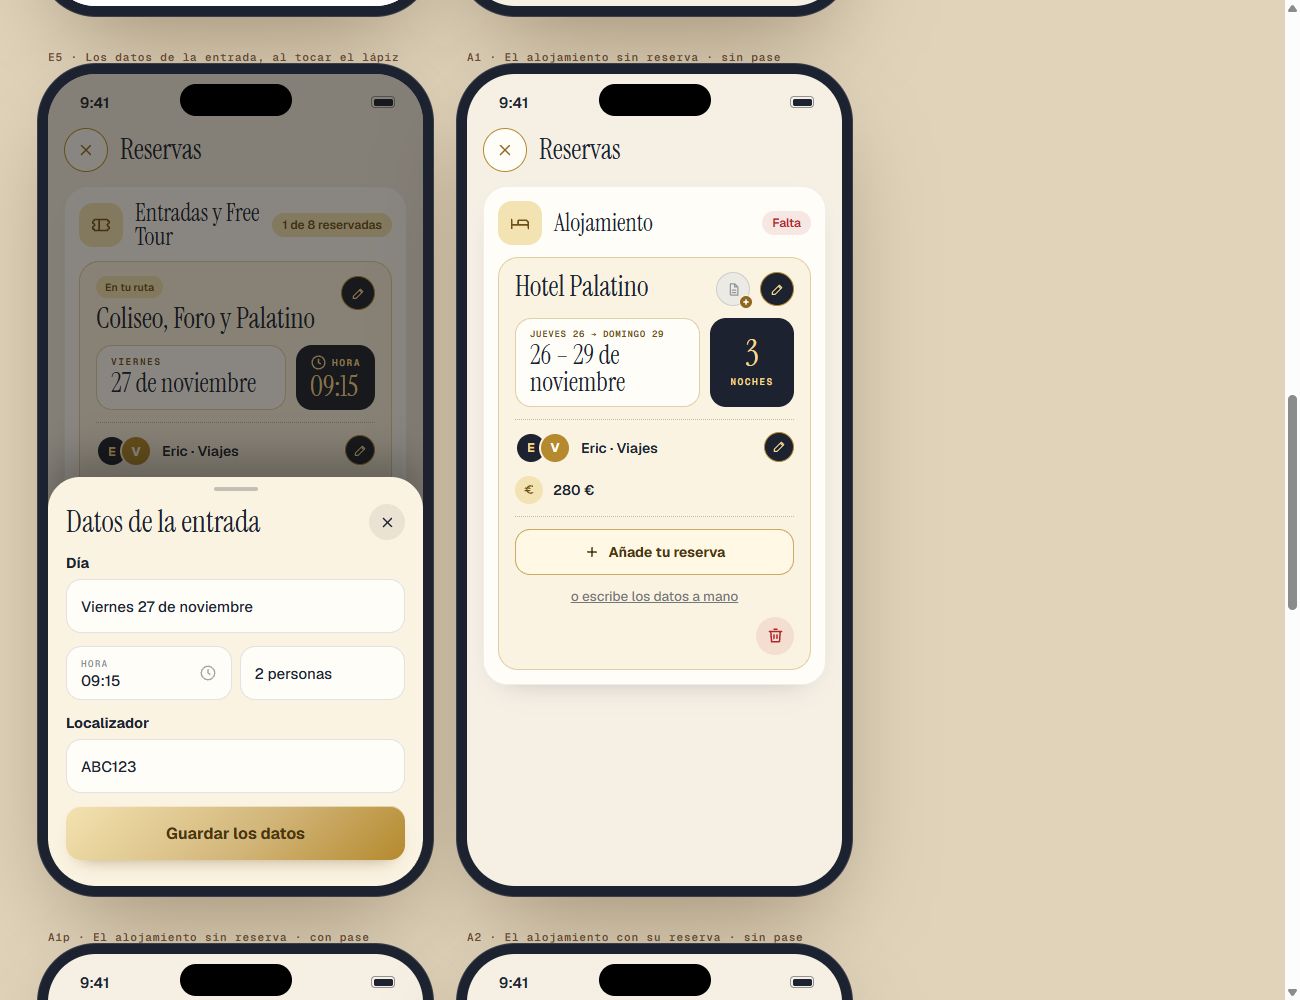 E5 · Los datos de la entrada, al tocar el lápiz
9:41
Reservas
Entradas y Free
Tour
1 de 8 reservadas
En tu ruta
Coliseo, Foro y Palatino
VIERNES
27 de noviembre
HORA
09:15
E
V
Eric · Viajes
Datos de la entrada
Día
Viernes 27 de noviembre
HORA
09:15
2 personas
Localizador
ABC123
Guardar los datos
A1 · El alojamiento sin reserva · sin pase
9:41
Reservas
Alojamiento
Falta
Hotel Palatino
JUEVES 26 → DOMINGO 29
26 – 29 de
noviembre
3
NOCHES
E
V
Eric · Viajes
€
280 €
+ Añade tu reserva
o escribe los datos a mano
A1p · El alojamiento sin reserva · con pase
9:41
A2 · El alojamiento con su reserva · sin pase
9:41